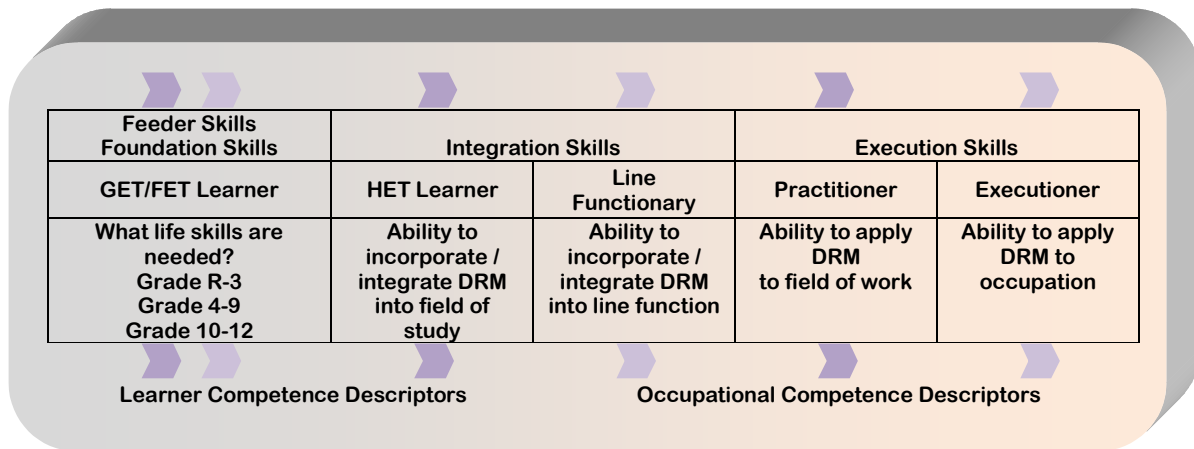 Feeder Skills
Foundation Skills
Integration Skills
Execution Skills
GET/FET Learner
HET Learner
Line
Functionary
Practitioner
Executioner
What life skills are
needed?
Grade R-3
Grade 4-9
Grade 10-12
Ability to
incorporate /
integrate DRM
into field of
study
Ability to
incorporate /
integrate DRM
into line function
Ability to apply
DRM
to field of work
Ability to apply
DRM to
occupation
Learner Competence Descriptors
Occupational Competence Descriptors